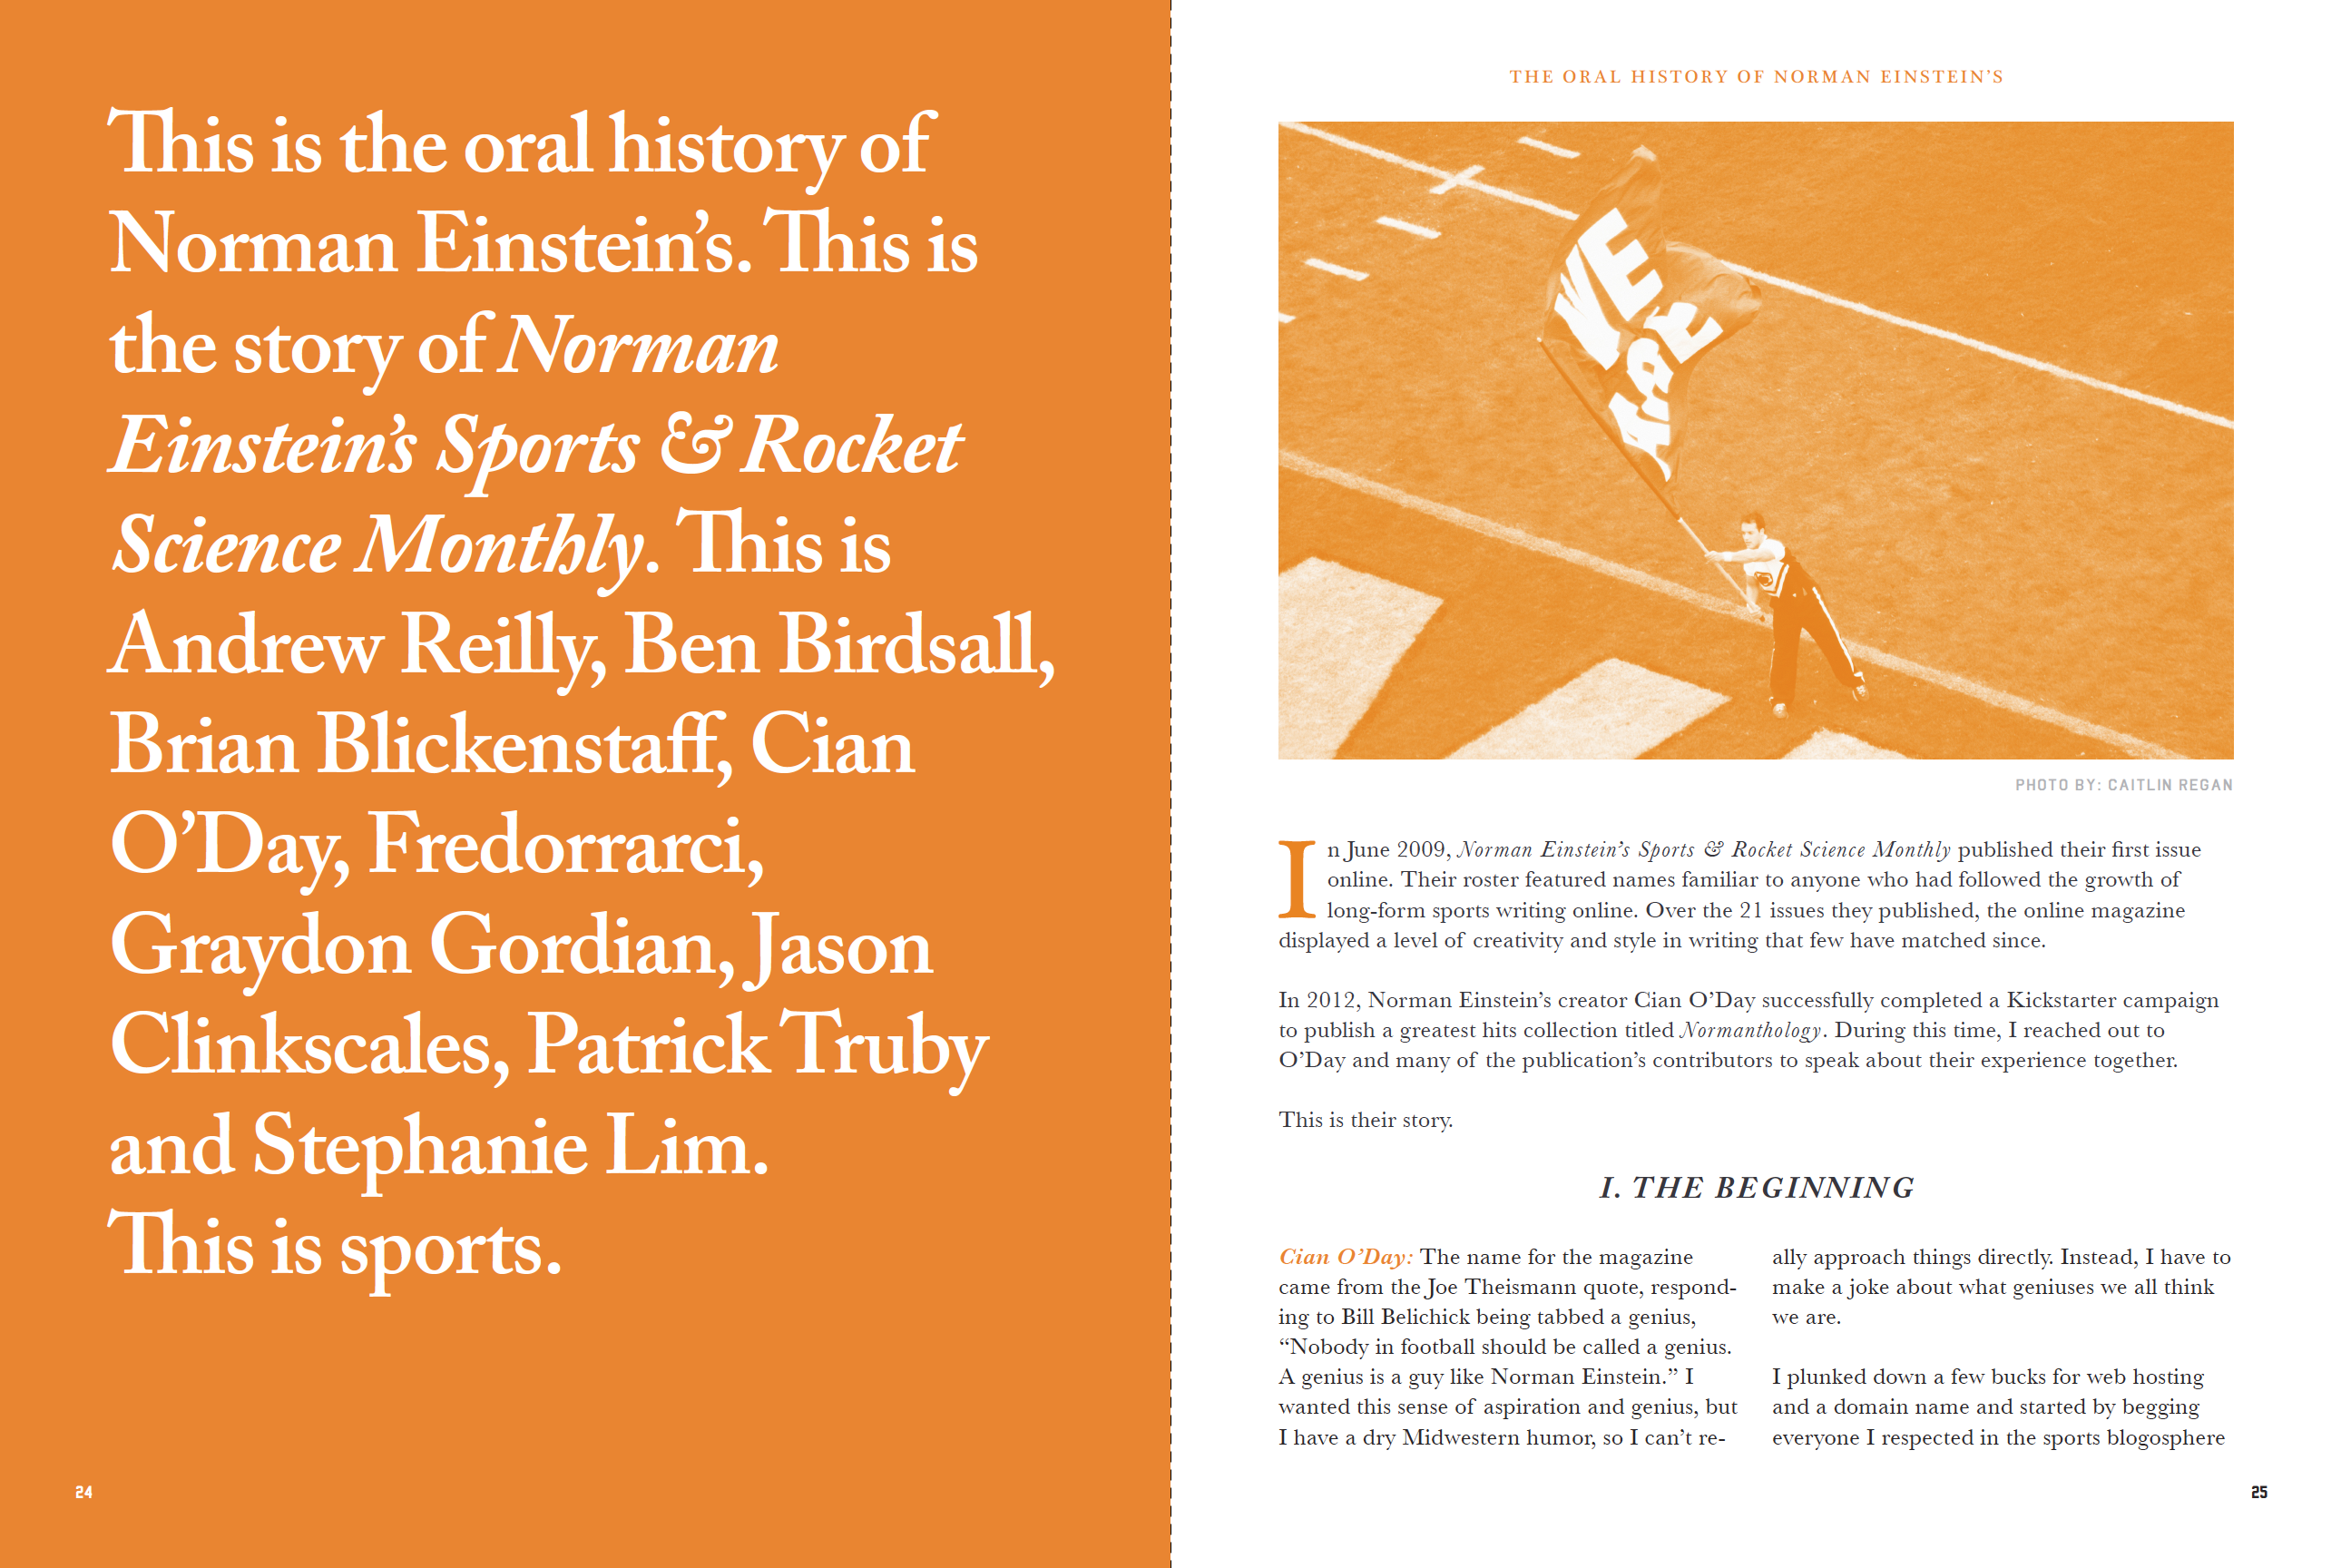 This is the oral history of
Norman Einstein’s. This is
the story of Norman
Einstein’s Sports & Rocket
Science Monthly. This is
Andrew Reilly, Ben Birdsall,
Brian Blickenstaff, Cian
O’Day, Fredorrarci,
Graydon Gordian, Jason
Clinkscales, Patrick Truby
and Stephanie Lim.
This is sports.
24
THE ORAL HISTORY OF NORMAN EINSTEIN’S
WE
ARE
PHOTO BY: CAITLIN REGAN
In June 2009, Norman Einstein’s Sports & Rocket Science Monthly published their first issue
online. Their roster featured names familiar to anyone who had followed the growth of
long-form sports writing online. Over the 21 issues they published, the online magazine
displayed a level of creativity and style in writing that few have matched since.
In 2012, Norman Einstein’s creator Cian O’Day successfully completed a Kickstarter campaign
to publish a greatest hits collection titled Normanthology. During this time, I reached out to
O’Day and many of the publication’s contributors to speak about their experience together.
This is their story.
I. THE BEGINNING
Cian O’Day: The name for the magazine
came from the Joe Theismann quote, respond-
ing to Bill Belichick being tabbed a genius,
“Nobody in football should be called a genius.
A genius is a guy like Norman Einstein.” I
wanted this sense of aspiration and genius, but
I have a dry Midwestern humor, so I can’t re-
ally approach things directly. Instead, I have to
make a joke about what geniuses we all think
we are.
I plunked down a few bucks for web hosting
and a domain name and started by begging
everyone I respected in the sports blogosphere
25